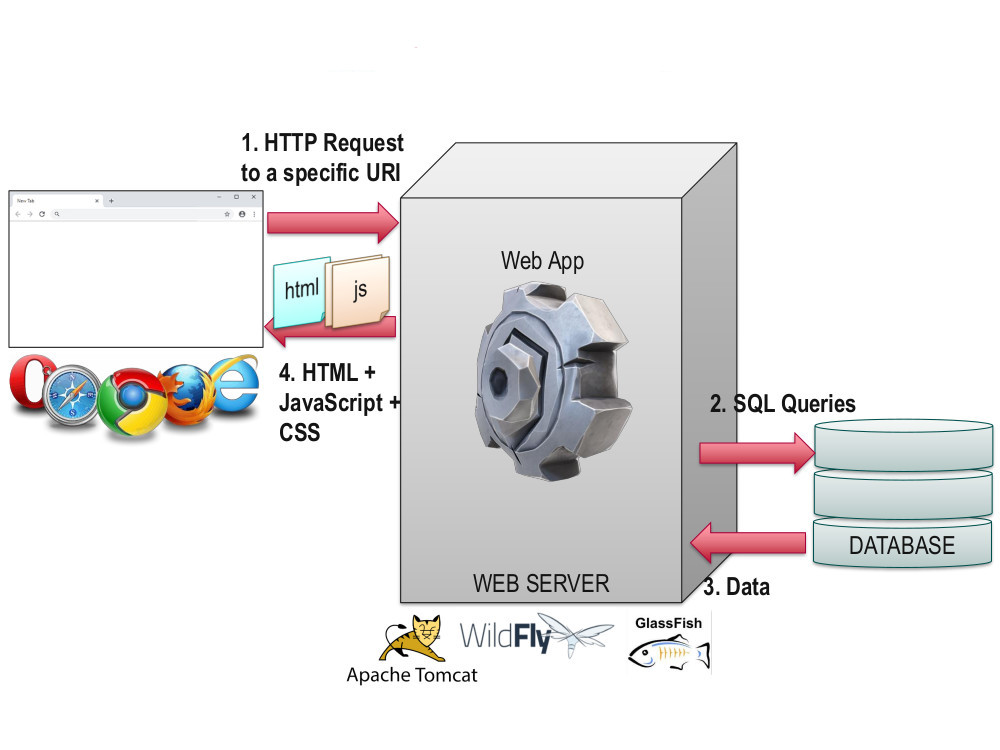 1. HTTP Request
to a specific URI
New Tab
html
js
Web App
4. HTML +
JavaScript +
CSS
2. SQL Queries
DATABASE
WEB SERVER
3. Data
Apache Tomcat
WildFly
GlassFish